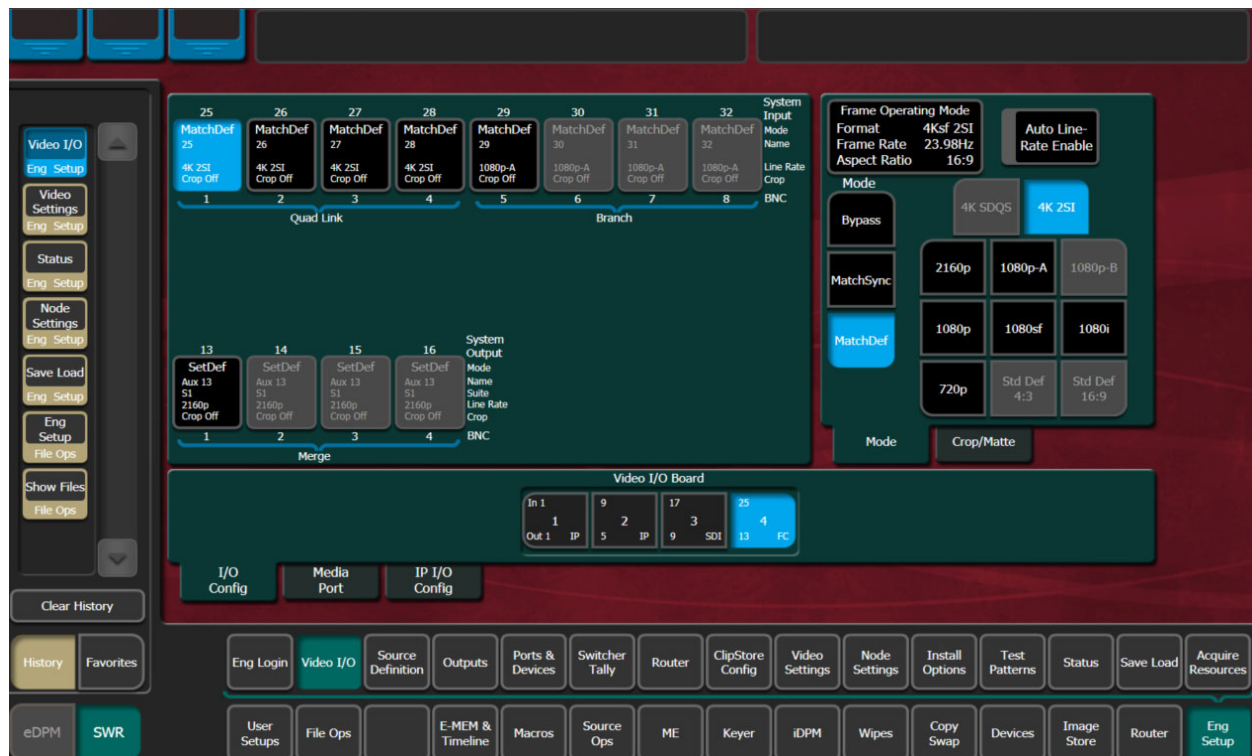 25 26 27 28 29 30 31 32 System Input
MatchDef MatchDef MatchDef MatchDef MatchDef MatchDef MatchDef MatchDef Mode
25 26 27 28 29 30 31 32 Name
4K 2SI 4K 2SI 4K 2SI 4K 2SI 1080p-A 1080p-A 1080p-A 1080p-A Line Rate
Crop Off Crop Off Crop Off Crop Off Crop Off Crop Off Crop Off Crop Off Crop
1 2 3 4 5 6 7 8 BNC
Quad Link Branch
13 14 15 16 System Output
SetDef SetDef SetDef SetDef Mode
Aux 13 Aux 13 Aux 13 Aux 13 Name
S1 S1 S1 S1 Suite
2160p 2160p 2160p 2160p Line Rate
Crop Off Crop Off Crop Off Crop Off Crop
1 2 3 4 BNC
Merge
Frame Operating Mode
Format 4Ksf 2SI
Frame Rate 23.98Hz
Aspect Ratio 16:9
Auto Line-
Rate Enable
Mode
Bypass
MatchSync
MatchDef
4K SDQS 4K 2SI
2160p 1080p-A 1080p-B
1080p 1080sf 1080i
720p Std Def 4:3 Std Def 16:9
Mode Crop/Matte
Video I/O Board
In 1 9 17 25
1 2 3 4
Out 1 IP 5 IP 9 SDI 13 FC
I/O Config
Media Port
IP I/O Config
Video I/O
Eng Setup
Video Settings
Eng Setup
Status
Eng Setup
Node Settings
Eng Setup
Save Load
Eng Setup
Eng Setup
File Ops
Show Files
File Ops
Clear History
History Favorites
Eng Login Video I/O Source Definition Outputs Ports & Devices Switcher Tally Router ClipStore Config Video Settings Node Settings Install Options Test Patterns Status Save Load Acquire Resources
eDPM SWR
User Setups File Ops E-MEM & Timeline Macros Source Ops ME Keyer iDPM Wipes Copy Swap Devices Image Store Router Eng Setup